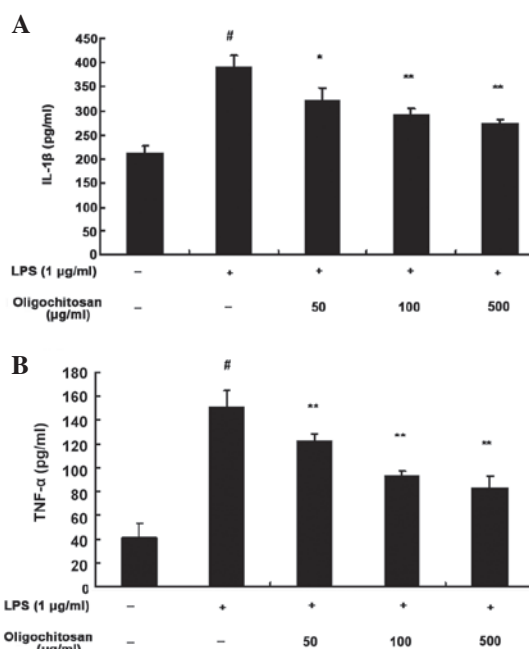 A
#
*
**
**
450
400
350
300
250
200
150
100
50
0
IL-1β (pg/ml)
LPS (1 µg/ml) – + + + +
Oligochitosan – – 50 100 500
(µg/ml)
B
#
**
**
**
180
160
140
120
100
80
60
40
20
0
TNF-α (pg/ml)
LPS (1 µg/ml) – + + + +
Oligochitosan – – 50 100 500
(µg/ml)